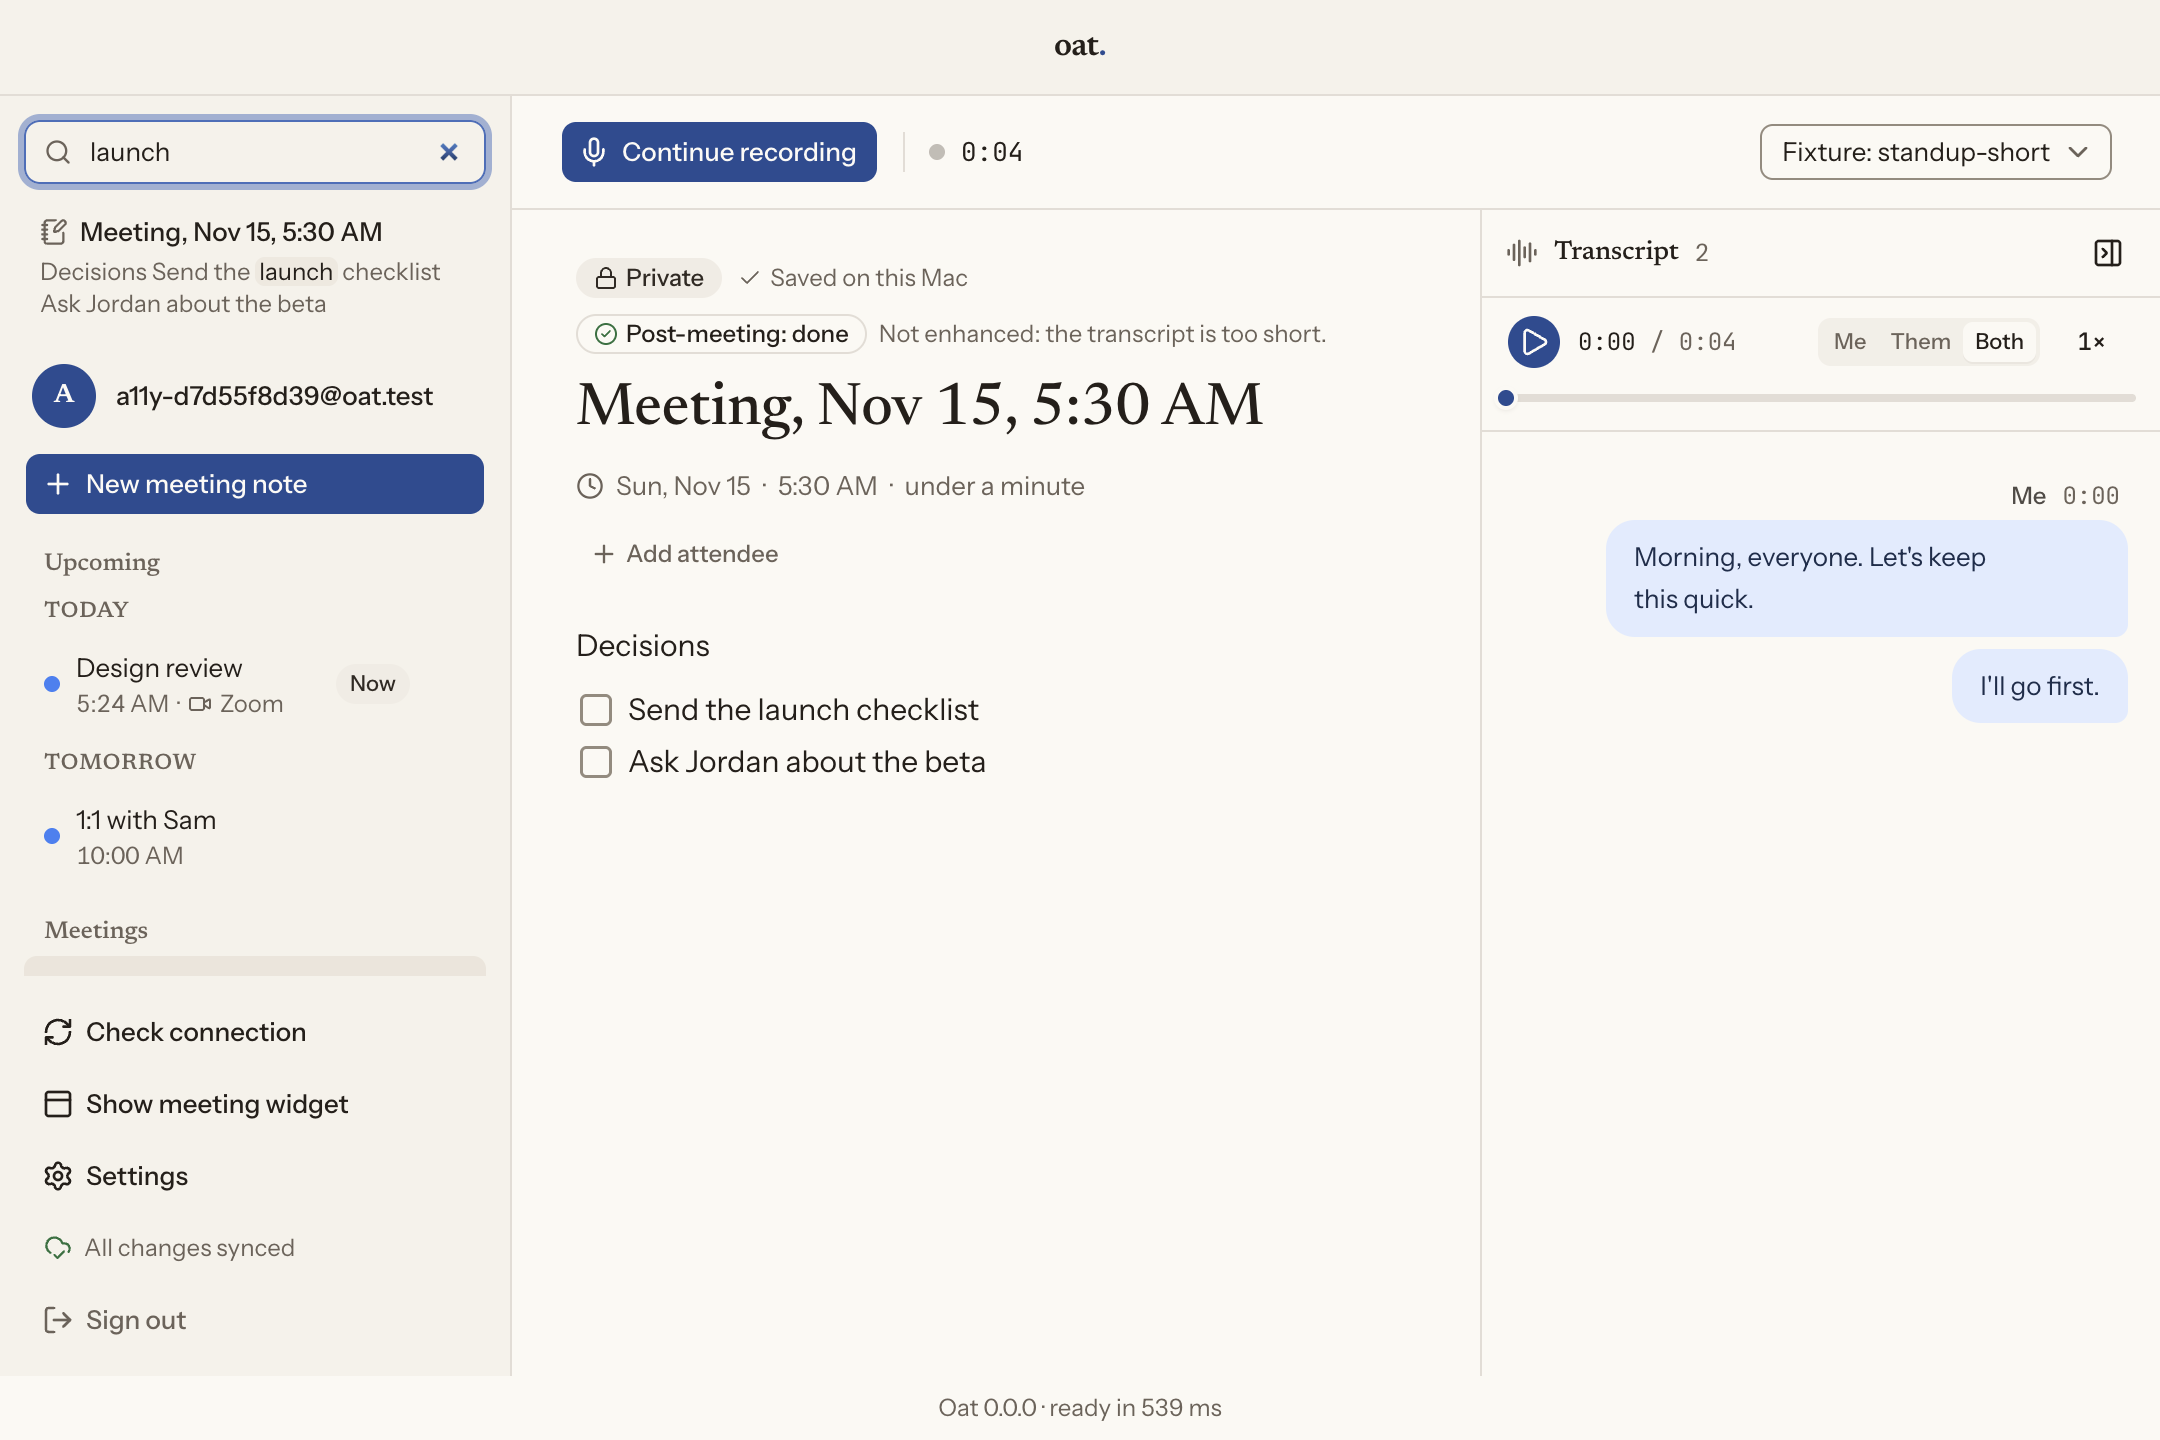 oat.
launch
Meeting, Nov 15, 5:30 AM
Decisions Send the launch checklist
Ask Jordan about the beta
A
a11y-d7d55f8d39@oat.test
New meeting note
Upcoming
TODAY
Design review
5:24 AM · Zoom
Now
TOMORROW
1:1 with Sam
10:00 AM
Meetings
Check connection
Show meeting widget
Settings
All changes synced
Sign out
Continue recording
0:04
Fixture: standup-short
Private
Saved on this Mac
Post-meeting: done
Not enhanced: the transcript is too short.
Meeting, Nov 15, 5:30 AM
Sun, Nov 15 · 5:30 AM · under a minute
Add attendee
Decisions
Send the launch checklist
Ask Jordan about the beta
Transcript 2
0:00 / 0:04
Me Them Both
1×
Me 0:00
Morning, everyone. Let's keep
this quick.
I'll go first.
Oat 0.0.0 · ready in 539 ms